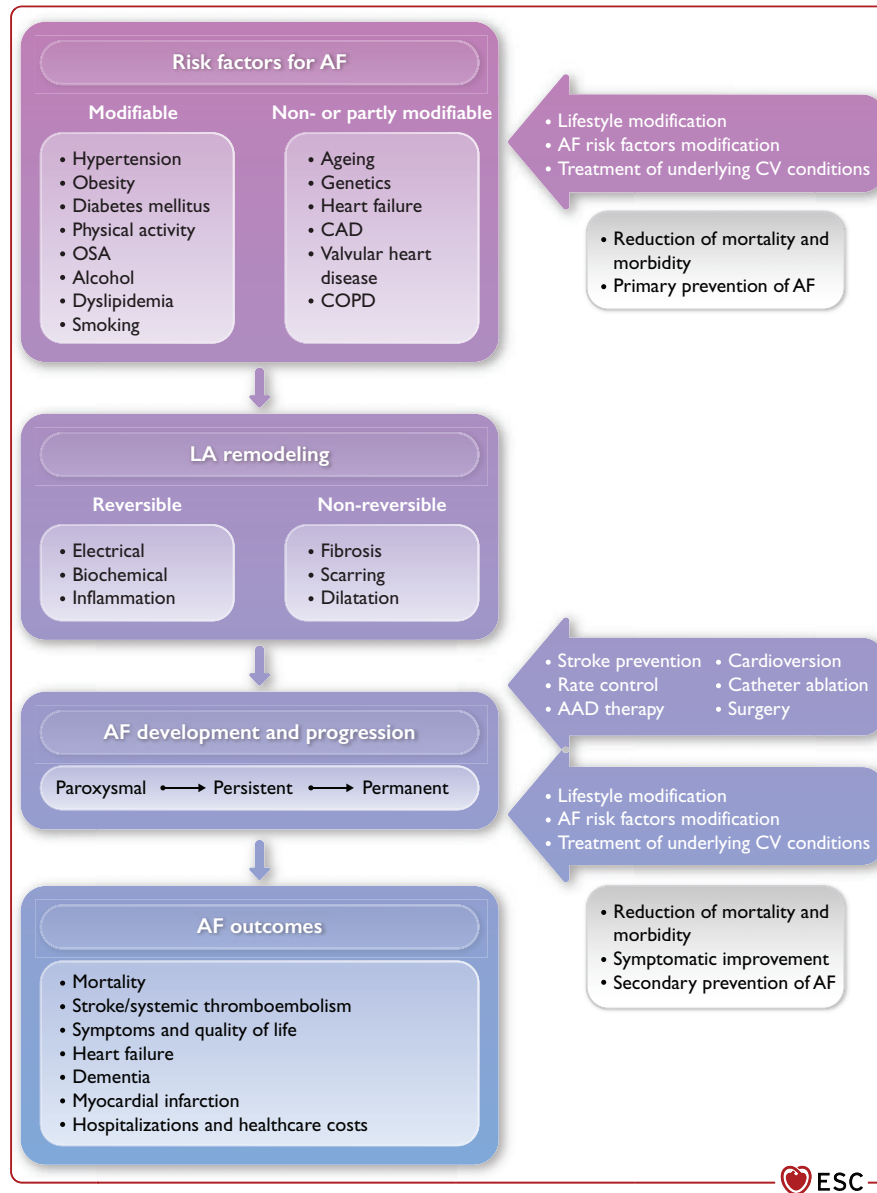 Risk factors for AF
Modifiable
• Hypertension
• Obesity
• Diabetes mellitus
• Physical activity
• OSA
• Alcohol
• Dyslipidemia
• Smoking
Non- or partly modifiable
• Ageing
• Genetics
• Heart failure
• CAD
• Valvular heart
disease
• COPD
• Lifestyle modification
• AF risk factors modification
• Treatment of underlying CV conditions
• Reduction of mortality and
morbidity
• Primary prevention of AF
LA remodeling
Reversible
• Electrical
• Biochemical
• Inflammation
Non-reversible
• Fibrosis
• Scarring
• Dilatation
• Stroke prevention
• Rate control
• AAD therapy
• Cardioversion
• Catheter ablation
• Surgery
AF development and progression
Paroxysmal Persistent Permanent
• Lifestyle modification
• AF risk factors modification
• Treatment of underlying CV conditions
• Reduction of mortality and
morbidity
• Symptomatic improvement
• Secondary prevention of AF
AF outcomes
• Mortality
• Stroke/systemic thromboembolism
• Symptoms and quality of life
• Heart failure
• Dementia
• Myocardial infarction
• Hospitalizations and healthcare costs
ESC